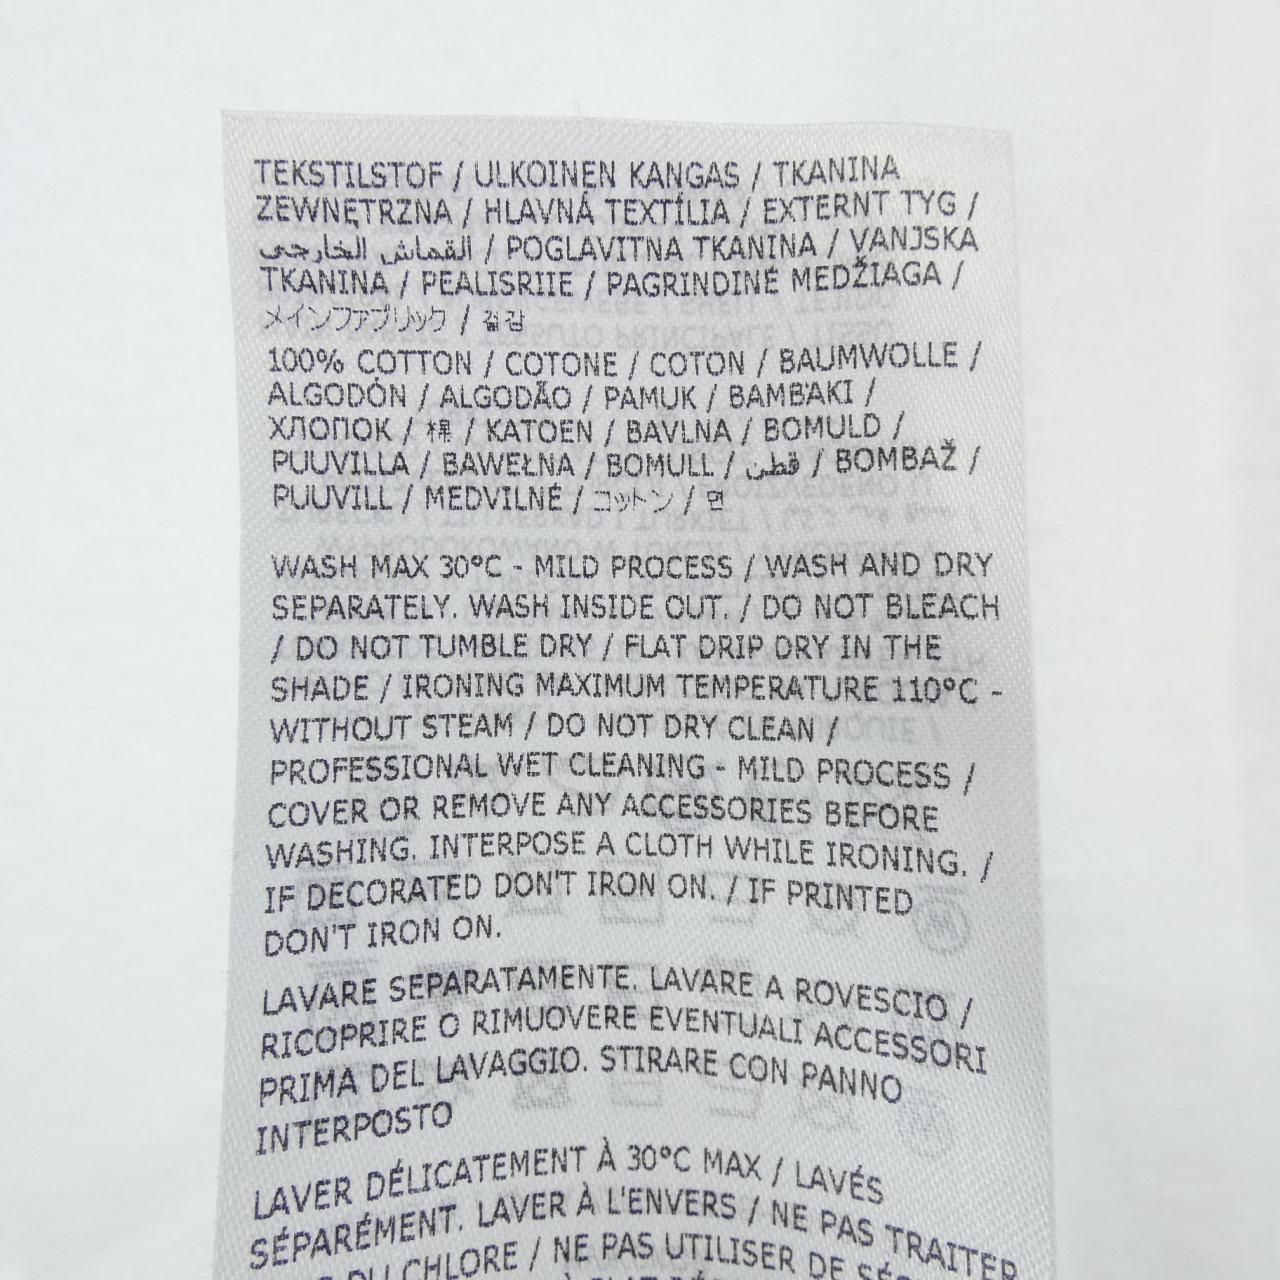 TEKSTILSTOF / ULKOINEN KANGAS / TKANINA
ZEWNĘTRZNA / HLAVNÁ TEXTÍLIA / EXTERNT TYG /
القماش الخارجي / POGLAVITNA TKANINA / VANJSKA
TKANINA / PEALISRIIE / PAGRINDINĖ MEDŽIAGA /
メインファブリック / 겉감
100% COTTON / COTONE / COTON / BAUMWOLLE /
ALGODÓN / ALGODÃO / PAMUK / ΒΑΜΒΆΚΙ /
ХЛОПОК / 棉 / KATOEN / BAVLNA / BOMULD /
PUUVILLA / BAWEŁNA / BOMULL / قطن / BOMBAŽ /
PUUVILL / MEDVILNĖ / コットン / 면
WASH MAX 30°C - MILD PROCESS / WASH AND DRY
SEPARATELY. WASH INSIDE OUT. / DO NOT BLEACH
/ DO NOT TUMBLE DRY / FLAT DRIP DRY IN THE
SHADE / IRONING MAXIMUM TEMPERATURE 110°C -
WITHOUT STEAM / DO NOT DRY CLEAN /
PROFESSIONAL WET CLEANING - MILD PROCESS /
COVER OR REMOVE ANY ACCESSORIES BEFORE
WASHING. INTERPOSE A CLOTH WHILE IRONING. /
IF DECORATED DON'T IRON ON. / IF PRINTED
DON'T IRON ON.
LAVARE SEPARATAMENTE. LAVARE A ROVESCIO /
RICOPRIRE O RIMUOVERE EVENTUALI ACCESSORI
PRIMA DEL LAVAGGIO. STIRARE CON PANNO
INTERPOSTO
LAVER DÉLICATEMENT À 30°C MAX / LAVÉS
SÉPARÉMENT. LAVER À L'ENVERS / NE PAS TRAITER
DU CHLORE / NE PAS UTILISER DE